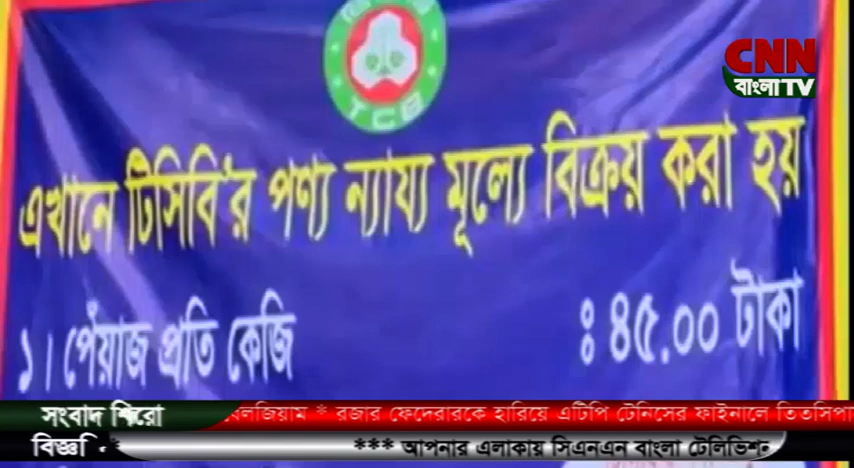 TCB
CNN
বাংলা TV
এখানে টিসিবি'র পণ্য ন্যায্য মূল্যে বিক্রয় করা হয়
১। পেঁয়াজ প্রতি কেজি : ৪৫.০০ টাকা
সংবাদ শিরো বেলজিয়াম * রজার ফেদেরারকে হারিয়ে এটিপি টেনিসের ফাইনালে তিতসিপা
বিজ্ঞ * *** আপনার এলাকায় সিএনএন বাংলা টেলিভিশন